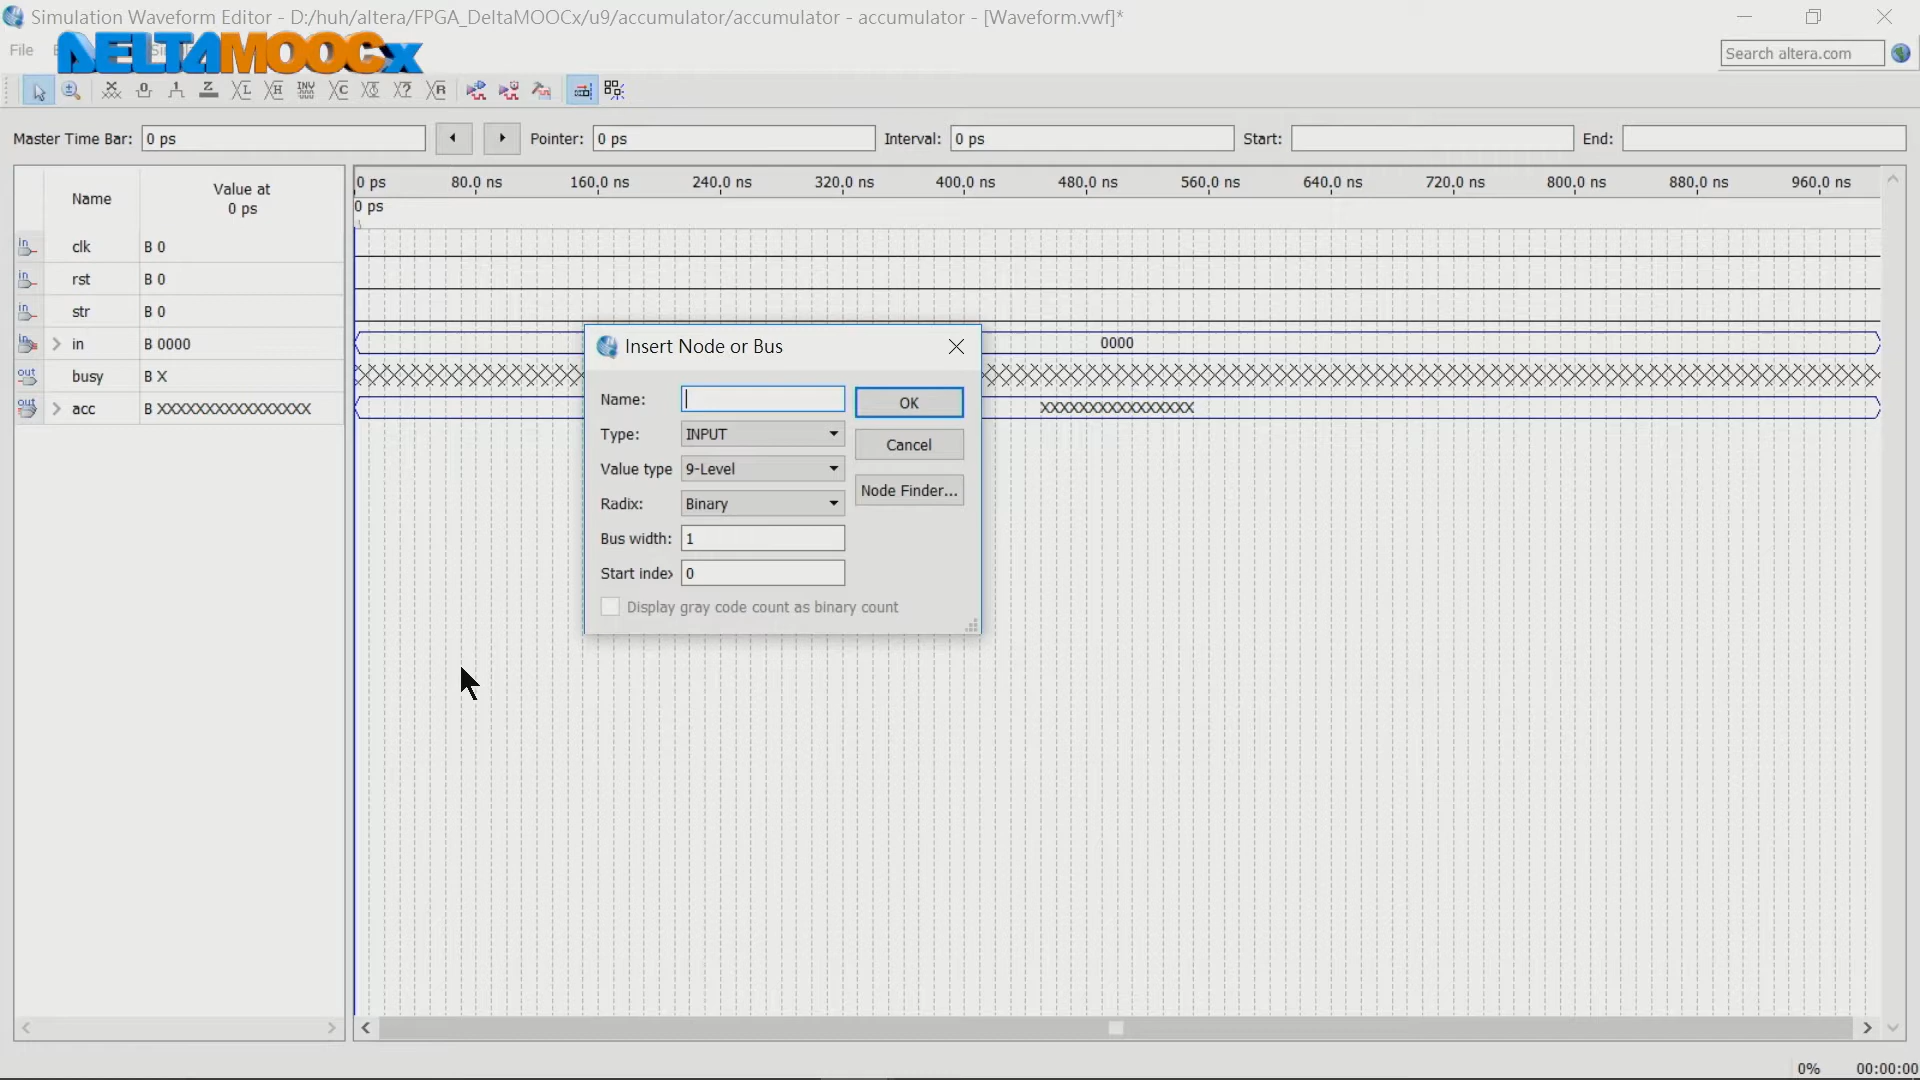 Simulation Waveform Editor - D:/huh/altera/FPGA_DeltaMOOCx/u9/accumulator/accumulator - accumulator - [Waveform.vwf]*
File
DELTAMOOCx
Search altera.com
Master Time Bar: 0 ps Pointer: 0 ps Interval: 0 ps Start: End:
Name Value at 0 ps
0 ps 80.0 ns 160.0 ns 240.0 ns 320.0 ns 400.0 ns 480.0 ns 560.0 ns 640.0 ns 720.0 ns 800.0 ns 880.0 ns 960.0 ns
0 ps
in clk B 0
in rst B 0
in str B 0
in in B 0000 0000
out busy B X
out acc B XXXXXXXXXXXXXXXX XXXXXXXXXXXXXXXX
Insert Node or Bus
Name: OK
Type: INPUT
Cancel
Value type 9-Level
Node Finder...
Radix: Binary
Bus width: 1
Start index 0
Display gray code count as binary count
0% 00:00:00